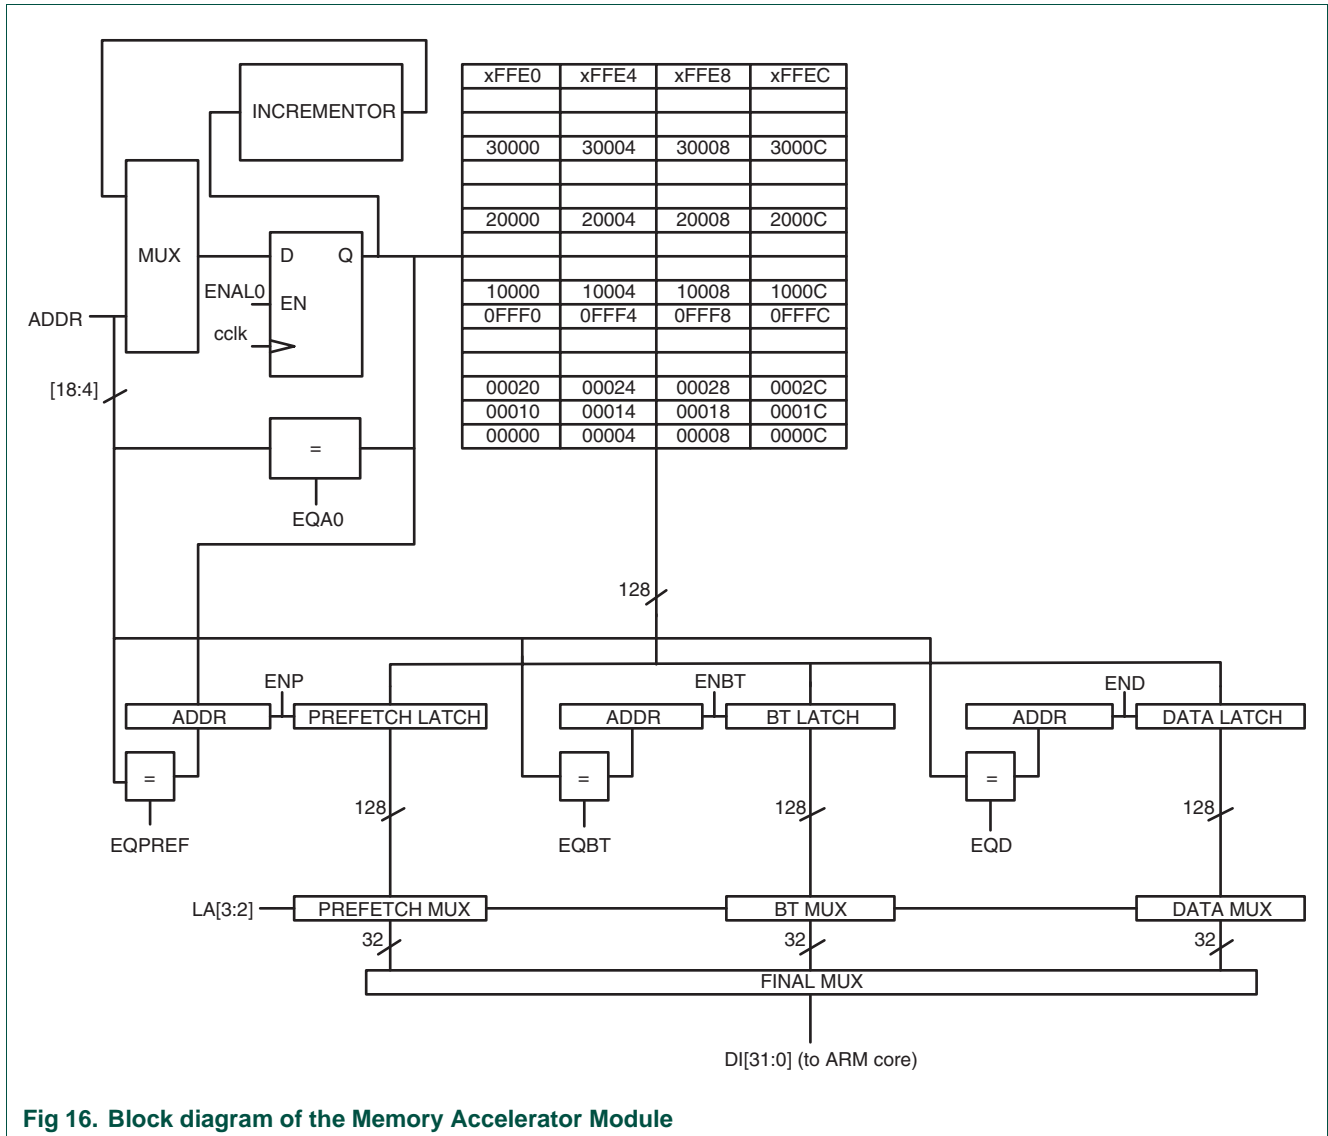 INCREMENTOR
xFFE0 xFFE4 xFFE8 xFFEC
30000 30004 30008 3000C
20000 20004 20008 2000C
MUX
D Q
ENAL0
EN
10000 10004 10008 1000C
ADDR
0FFF0 0FFF4 0FFF8 0FFFC
cclk
[18:4]
00020 00024 00028 0002C
00010 00014 00018 0001C
00000 00004 00008 0000C
=
EQA0
128
ENP ENBT END
ADDR PREFETCH LATCH ADDR BT LATCH ADDR DATA LATCH
= = =
128 128 128
EQPREF EQBT EQD
LA[3:2] PREFETCH MUX BT MUX DATA MUX
32 32 32
FINAL MUX
DI[31:0] (to ARM core)
Fig 16. Block diagram of the Memory Accelerator Module